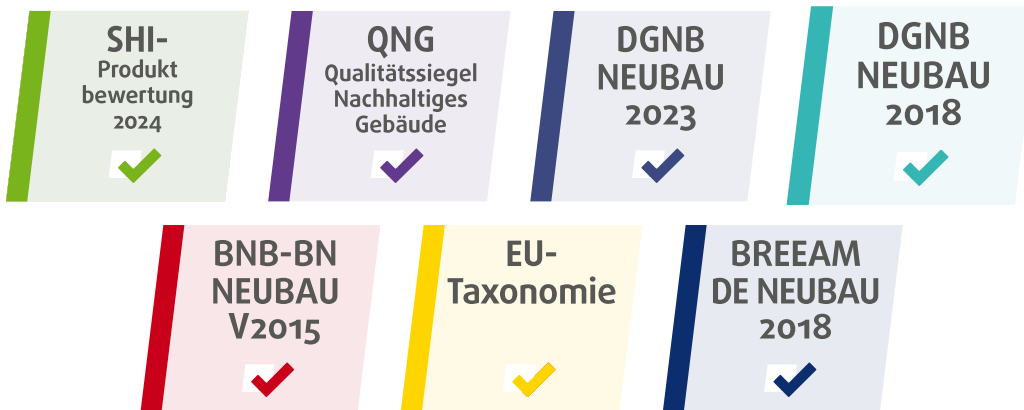 SHI-
Produkt
bewertung
2024
QNG
Qualitätssiegel
Nachhaltiges
Gebäude
DGNB
NEUBAU
2023
DGNB
NEUBAU
2018
BNB-BN
NEUBAU
V2015
EU-
Taxonomie
BREEAM
DE NEUBAU
2018